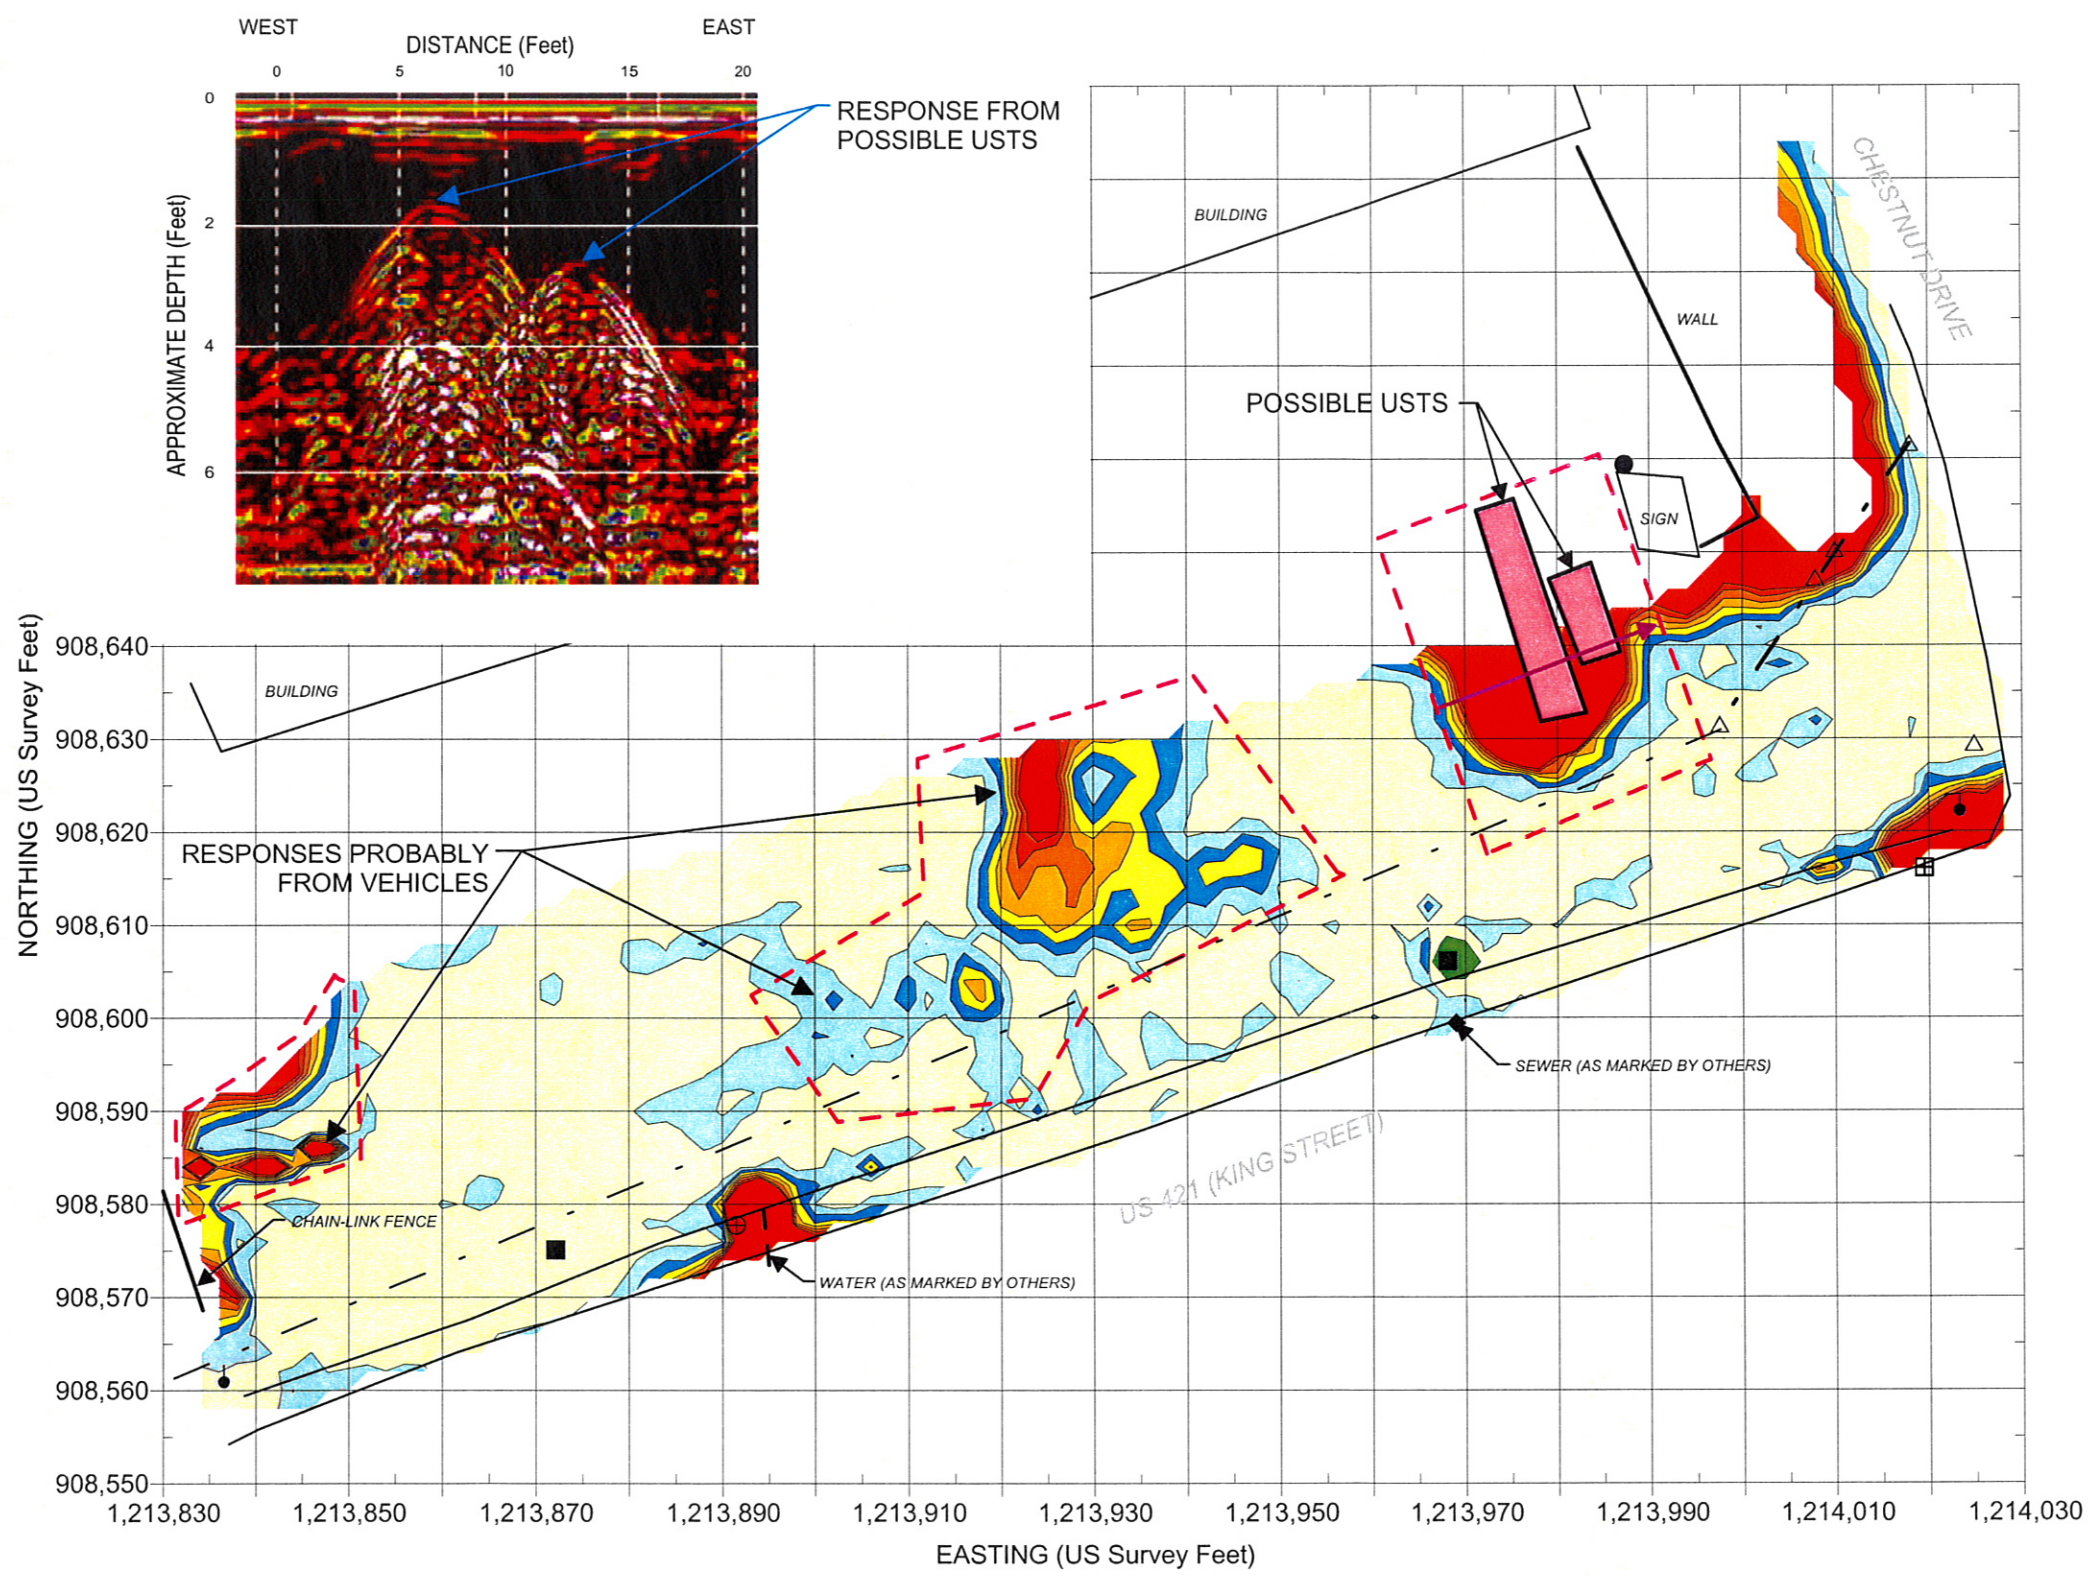 WEST
EAST
DISTANCE (Feet)
0
5
10
15
20
APPROXIMATE DEPTH (Feet)
0
2
4
6
RESPONSE FROM
POSSIBLE USTS
BUILDING
CHESTNUT DRIVE
WALL
POSSIBLE USTS
SIGN
NORTHING (US Survey Feet)
908,640
908,630
908,620
908,610
908,600
908,590
908,580
908,570
908,560
908,550
BUILDING
RESPONSES PROBABLY
FROM VEHICLES
SEWER (AS MARKED BY OTHERS)
US 421 (KING STREET)
CHAIN-LINK FENCE
WATER (AS MARKED BY OTHERS)
1,213,830
1,213,850
1,213,870
1,213,890
1,213,910
1,213,930
1,213,950
1,213,970
1,213,990
1,214,010
1,214,030
EASTING (US Survey Feet)